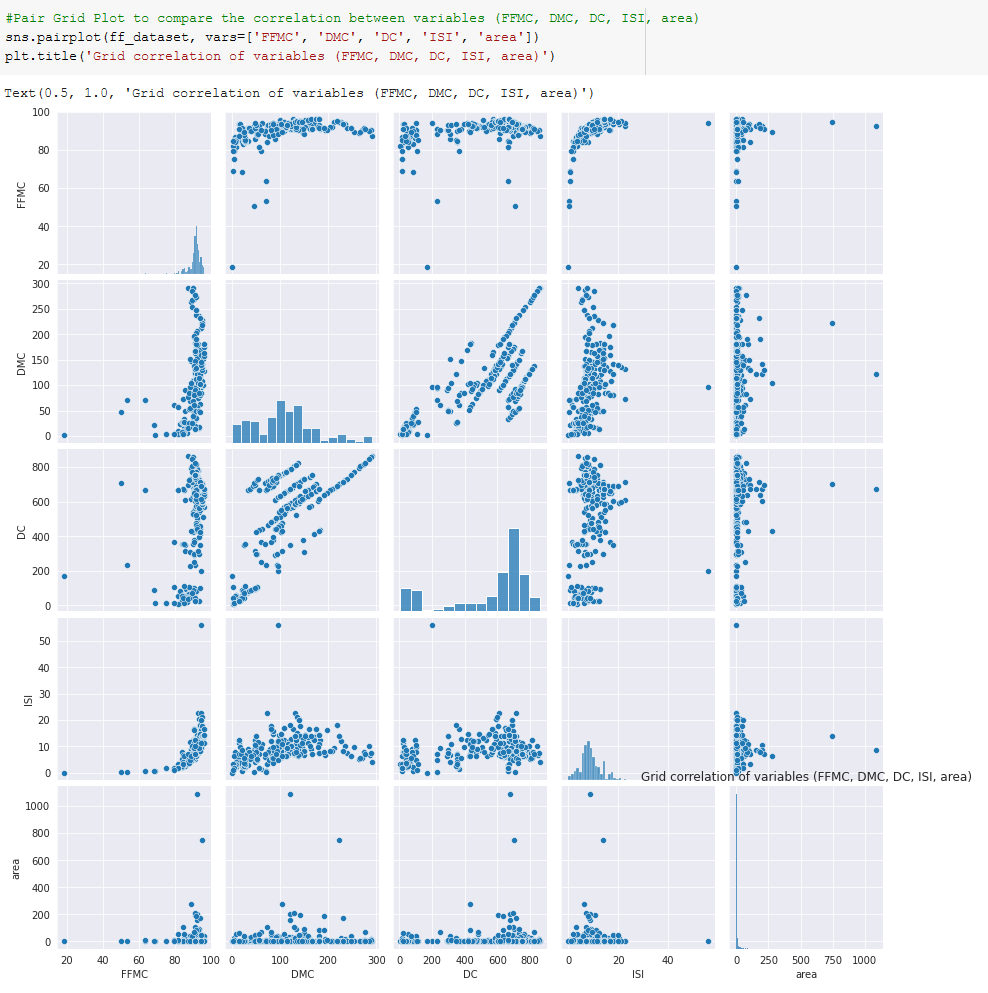 #Pair Grid Plot to compare the correlation between variables (FFMC, DMC, DC, ISI, area)
sns.pairplot(ff_dataset, vars=['FFMC', 'DMC', 'DC', 'ISI', 'area'])
plt.title('Grid correlation of variables (FFMC, DMC, DC, ISI, area)')
Text(0.5, 1.0, 'Grid correlation of variables (FFMC, DMC, DC, ISI, area)')
100
80
60
40
20
FFMC
300
250
200
150
100
50
0
DMC
800
600
400
200
0
DC
50
40
30
20
10
0
ISI
Grid correlation of variables (FFMC, DMC, DC, ISI, area)
1000
800
600
400
200
0
area
20 40 60 80 100
0 100 200 300
0 200 400 600 800
0 20 40
0 250 500 750 1000
FFMC
DMC
DC
ISI
area